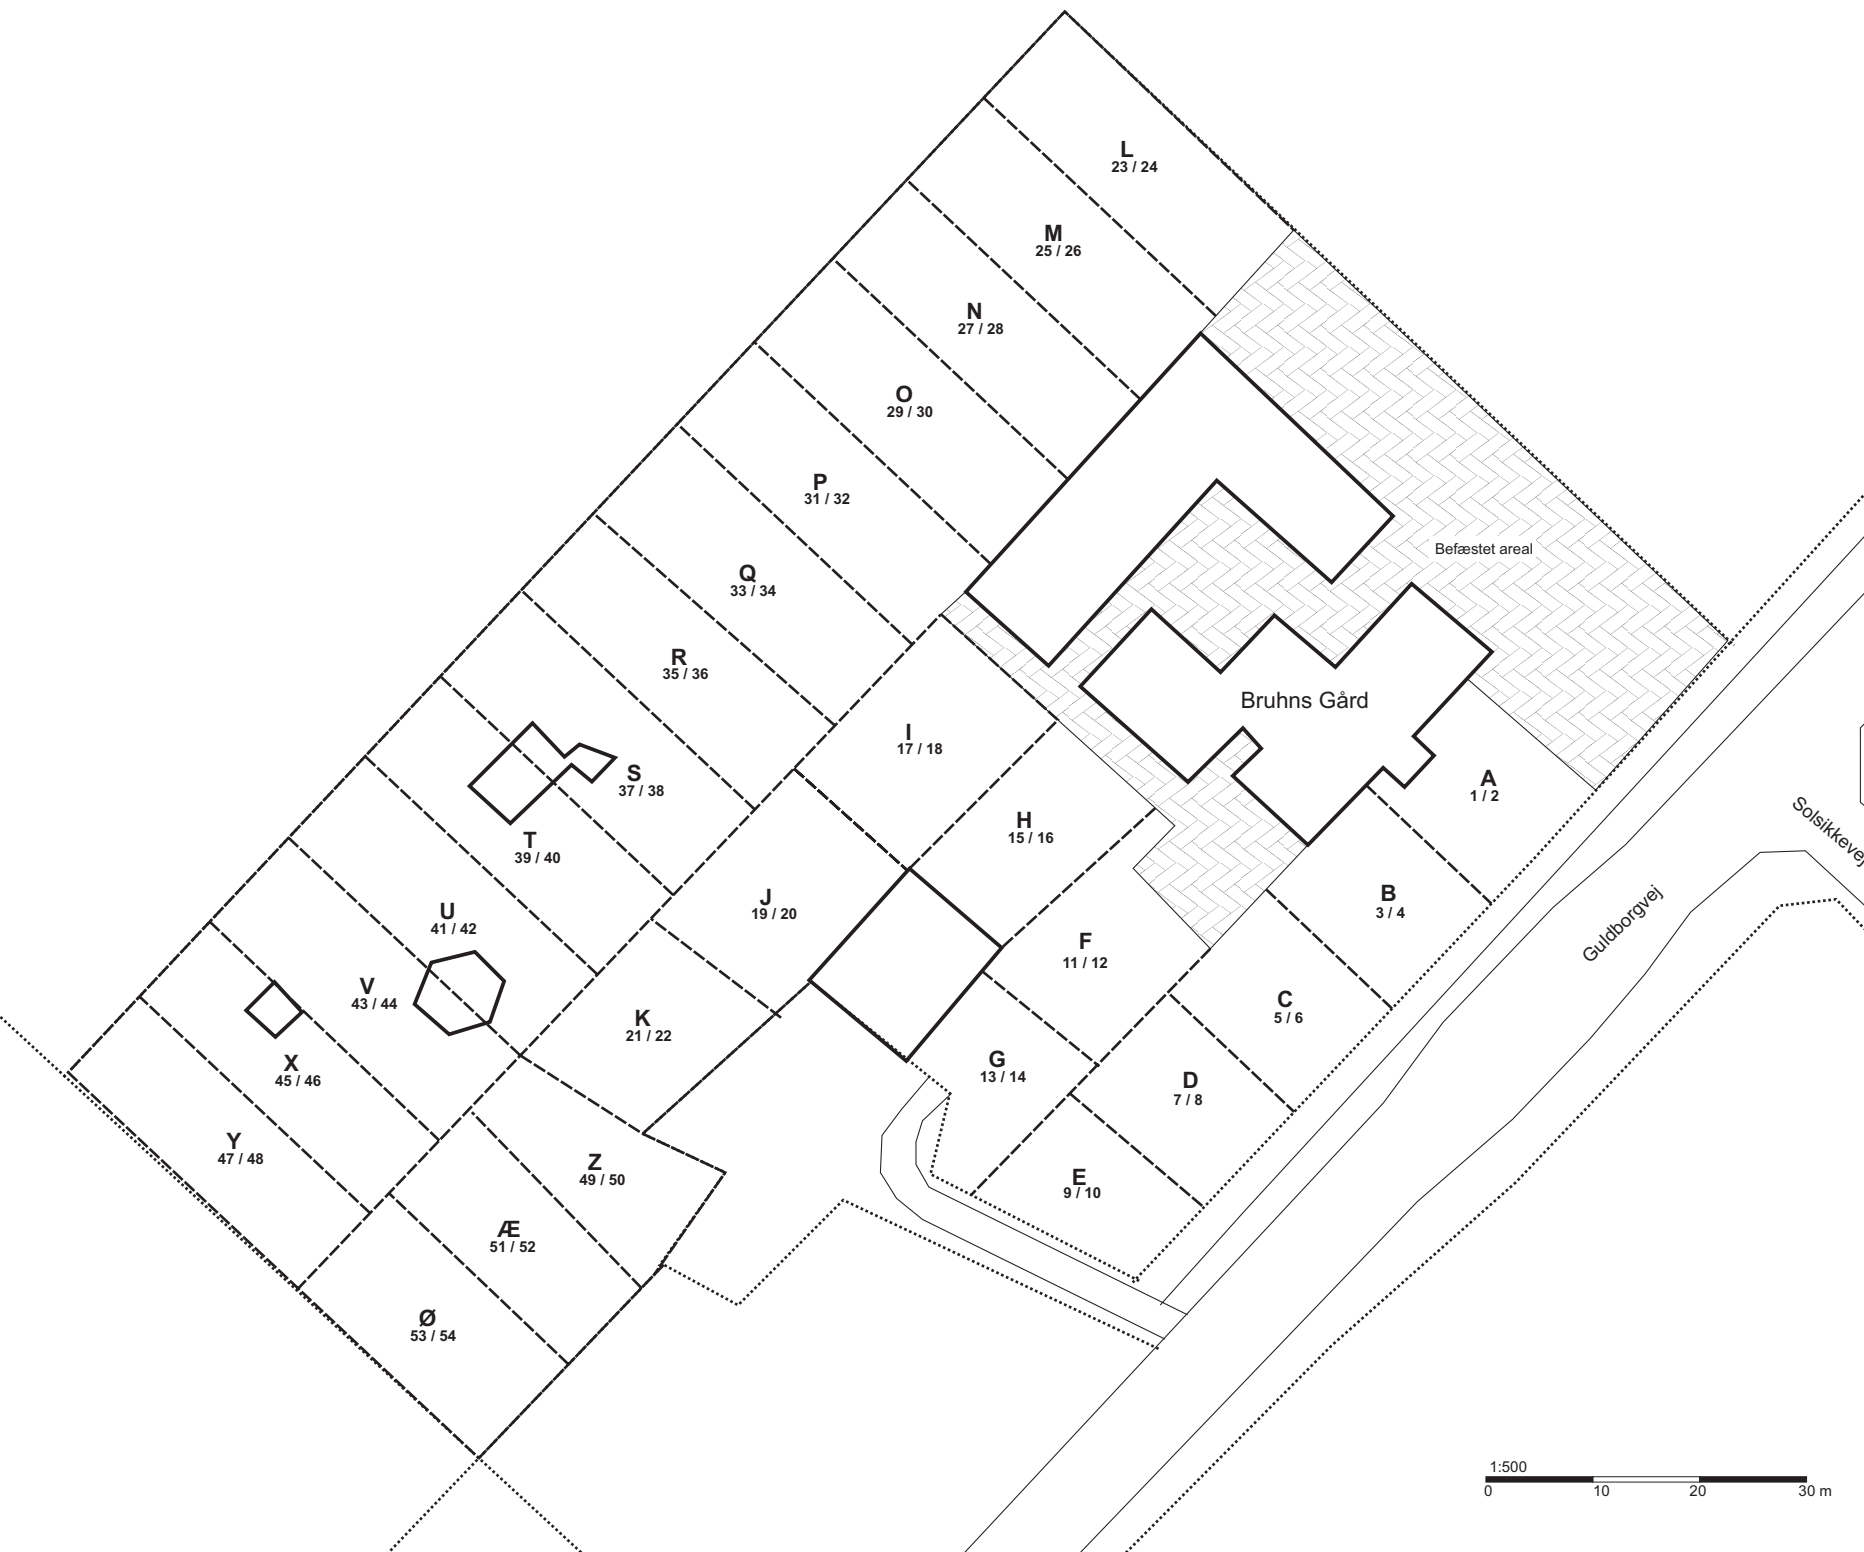 L
23 / 24
M
25 / 26
N
27 / 28
O
29 / 30
P
31 / 32
Befæstet areal
Q
33 / 34
R
35 / 36
Bruhns Gård
I
17 / 18
S
37 / 38
A
1 / 2
H
15 / 16
Solsikkevej
T
39 / 40
J
19 / 20
B
3 / 4
U
41 / 42
Guldborgvej
F
11 / 12
V
43 / 44
C
5 / 6
K
21 / 22
X
45 / 46
G
13 / 14
D
7 / 8
Y
47 / 48
Z
49 / 50
E
9 / 10
Æ
51 / 52
Ø
53 / 54
1:500
0 10 20 30 m